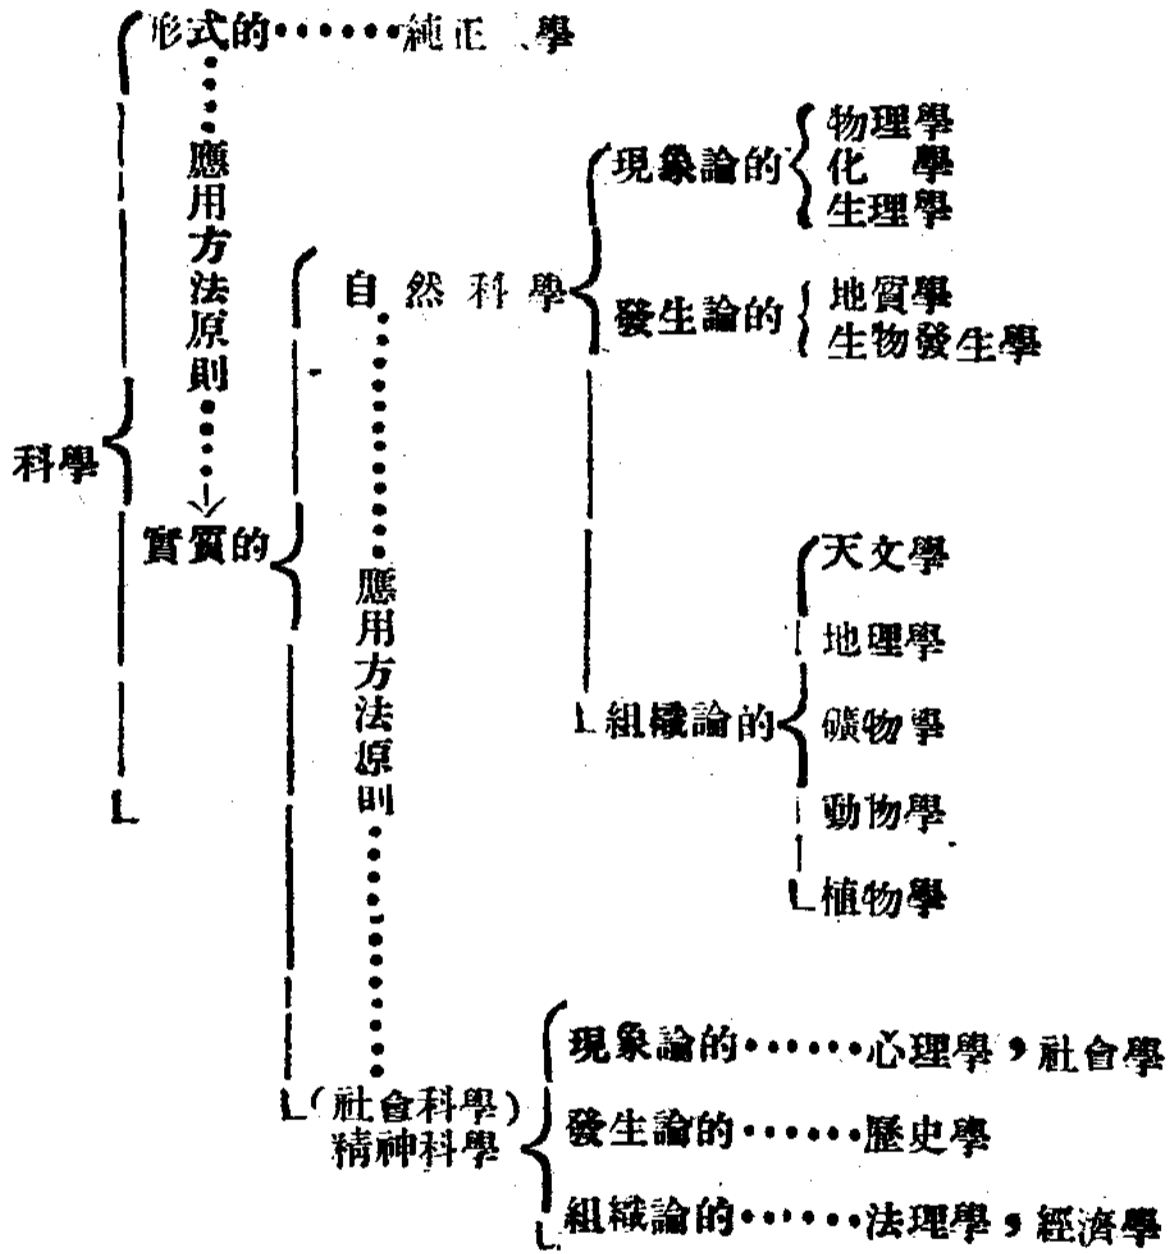 形式的……純正 學
應用方法原則
物理學
現象論的
化 學
生理學
自然科學
地質學
發生論的
生物發生學
科學
實質的
天文學
應用方法原則
地理學
組織論的
礦物學
動物學
植物學
現象論的……心理學，社會學
(社會科學)
發生論的……歷史學
精神科學
組織論的……法理學，經濟學